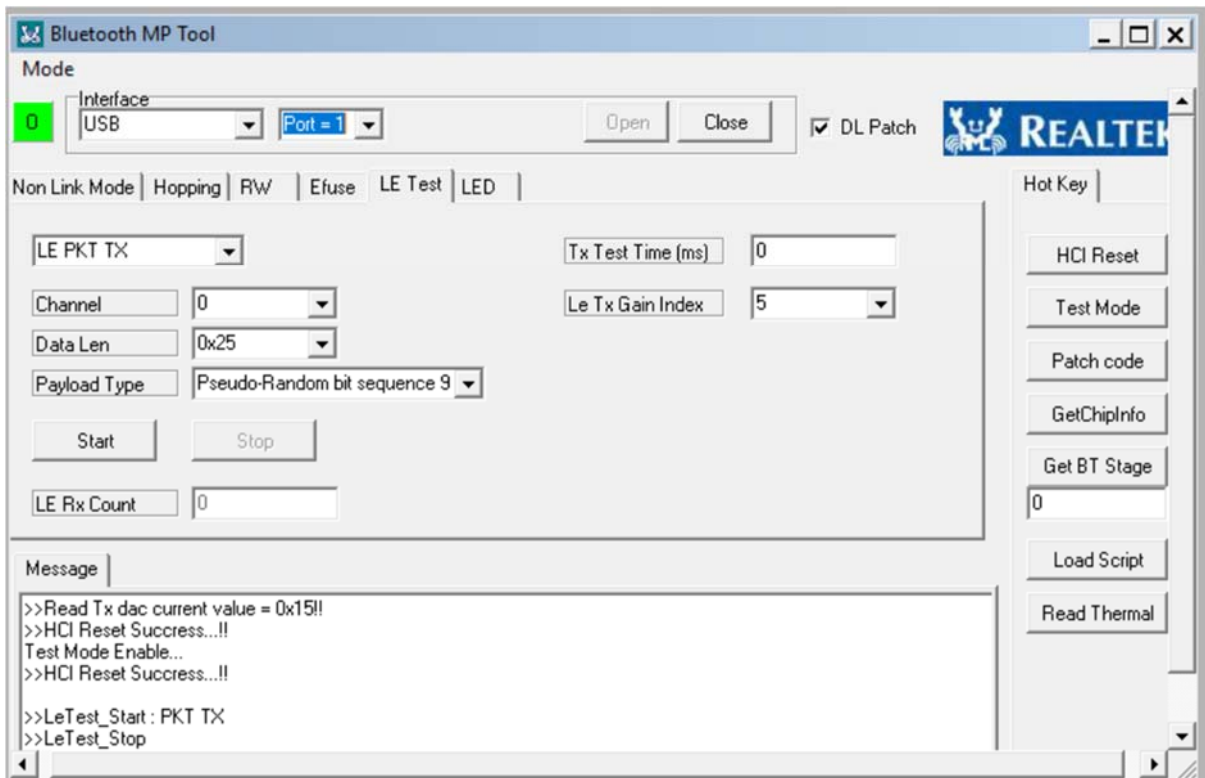 Bluetooth MP Tool
Mode
Interface
0 USB Port = 1 Open Close DL Patch REALTEK
Non Link Mode Hopping RW Efuse LE Test LED Hot Key
LE PKT TX Tx Test Time (ms) 0 HCI Reset
Channel 0 Le Tx Gain Index 5 Test Mode
Data Len 0x25
Patch code
Payload Type Pseudo-Random bit sequence 9
GetChipInfo
Start Stop
Get BT Stage
LE Rx Count 0 0
Load Script
Message
>>Read Tx dac current value = 0x15!!
Read Thermal
>>HCI Reset Succress...!!
Test Mode Enable...
>>HCI Reset Succress...!!
>>LeTest_Start : PKT TX
>>LeTest_Stop